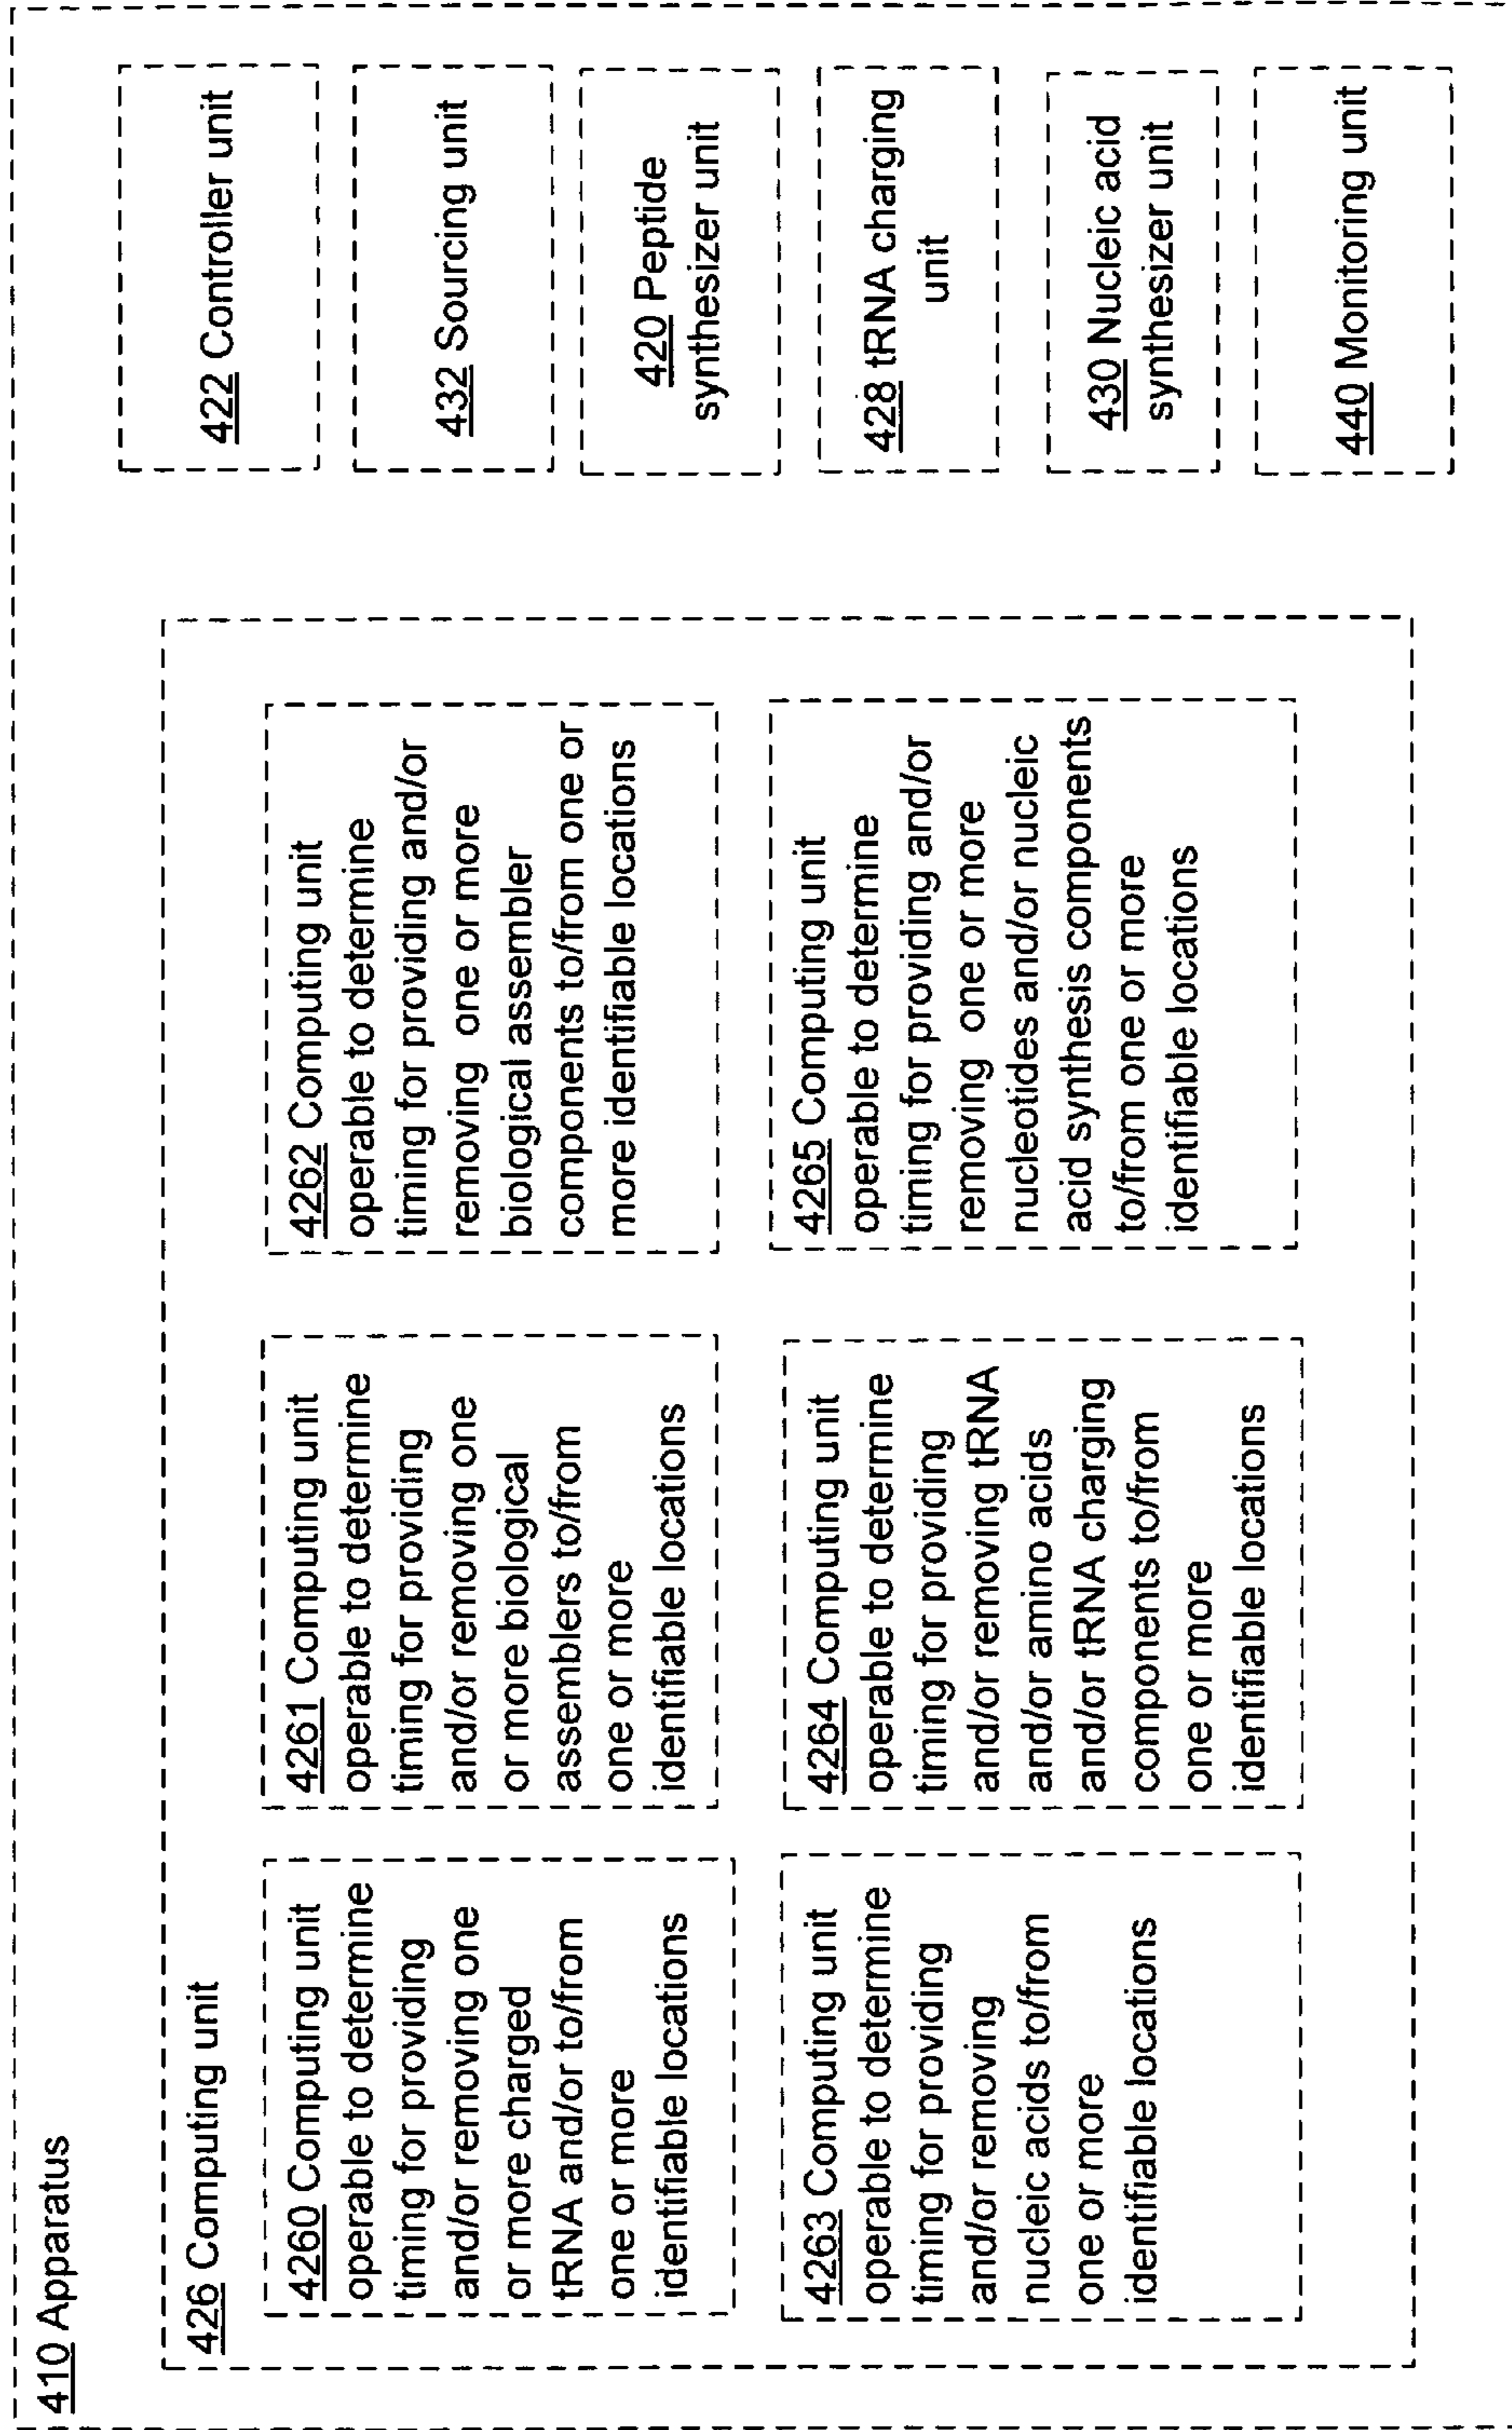 410 Apparatus
426 Computing unit
4260 Computing unit
operable to determine
timing for providing
and/or removing one
or more charged
tRNA and/or to/from
one or more
identifiable locations
4261 Computing unit
operable to determine
timing for providing
and/or removing one
or more biological
assemblers to/from
one or more
identifiable locations
4262 Computing unit
operable to determine
timing for providing and/or
removing one or more
biological assembler
components to/from one or
more identifiable locations
4263 Computing unit
operable to determine
timing for providing
and/or removing
nucleic acids to/from
one or more
identifiable locations
4264 Computing unit
operable to determine
timing for providing
and/or removing tRNA
and/or amino acids
and/or tRNA charging
components to/from
one or more
identifiable locations
4265 Computing unit
operable to determine
timing for providing and/or
removing one or more
nucleotides and/or nucleic
acid synthesis components
to/from one or more
identifiable locations
422 Controller unit
432 Sourcing unit
420 Peptide
synthesizer unit
428 tRNA charging
unit
430 Nucleic acid
synthesizer unit
440 Monitoring unit